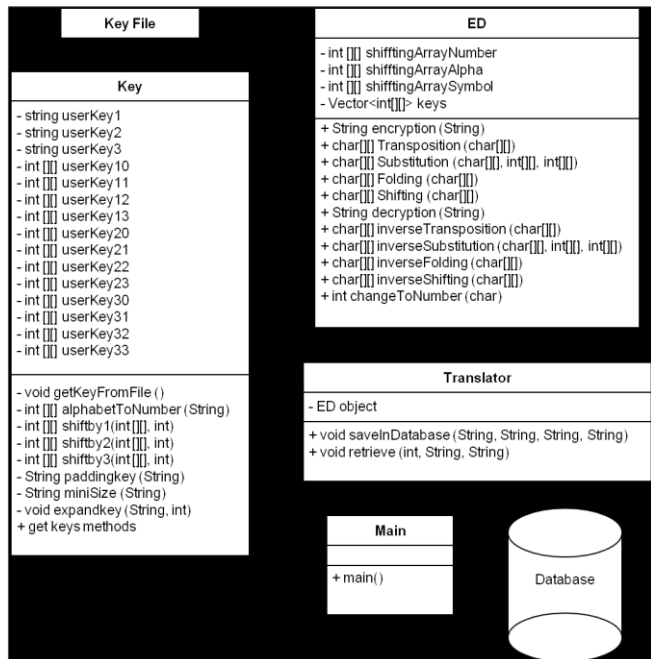 Key File
Key
- string userKey1
- string userKey2
- string userKey3
- int [][] userKey10
- int [][] userKey11
- int [][] userKey12
- int [][] userKey13
- int [][] userKey20
- int [][] userKey21
- int [][] userKey22
- int [][] userKey23
- int [][] userKey30
- int [][] userKey31
- int [][] userKey32
- int [][] userKey33
- void getKeyFromFile ()
- int [][] alphabetToNumber (String)
- int [][] shiftby1(int[][], int)
- int [][] shiftby2(int[][], int)
- int [][] shiftby3(int[][], int)
- String paddingkey (String)
- String miniSize (String)
- void expandkey (String, int)
+ get keys methods
ED
- int [][] shifftingArrayNumber
- int [][] shifftingArrayAlpha
- int [][] shifftingArraySymbol
- Vector<int[][]> keys
+ String encryption (String)
+ char[][] Transposition (char[][])
+ char[][] Substitution (char[][], int[][], int[][])
+ char[][] Folding (char[][])
+ char[][] Shifting (char[][])
+ String decryption (String)
+ char[][] inverseTransposition (char[][])
+ char[][] inverseSubstitution (char[][], int[][], int[][])
+ char[][] inverseFolding (char[][])
+ char[][] inverseShifting (char[][])
+ int changeToNumber (char)
Translator
- ED object
+ void saveInDatabase (String, String, String, String)
+ void retrieve (int, String, String)
Main
+ main()
Database